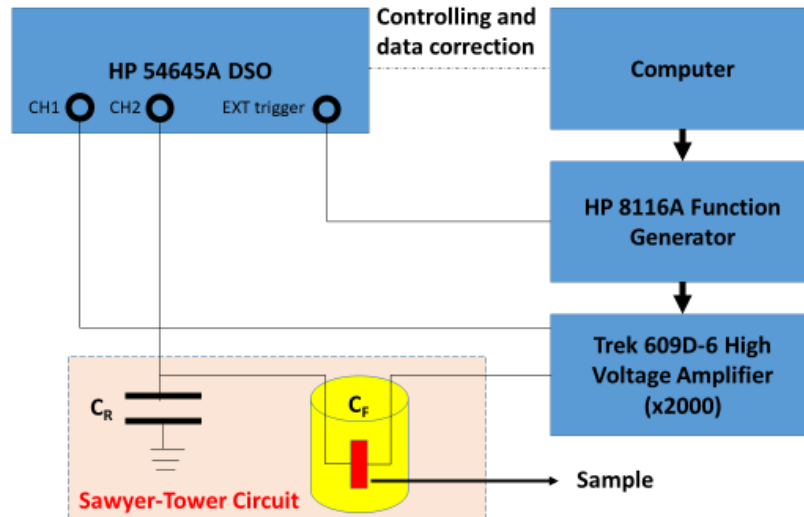 Controlling and
data correction
HP 54645A DSO
CH1
CH2
EXT trigger
Computer
HP 8116A Function
Generator
Trek 609D-6 High
Voltage Amplifier
(x2000)
CR
CF
Sample
Sawyer-Tower Circuit